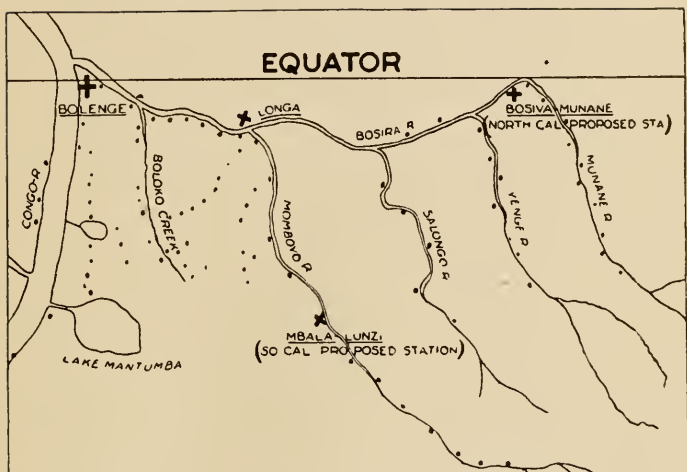 EQUATOR
BOLENGE
LONGA
BOSIRA R
BOSIVA-MUNANE
(NORTH CAL PROPOSED STA)
CONGO-R
BOLOKO CREEK
MOMBOYO R
SALONGO R
YENGE R
MUNANE R
MBALA-LUNZI
(SO CAL PROPOSED STATION)
LAKE MANTUMBA